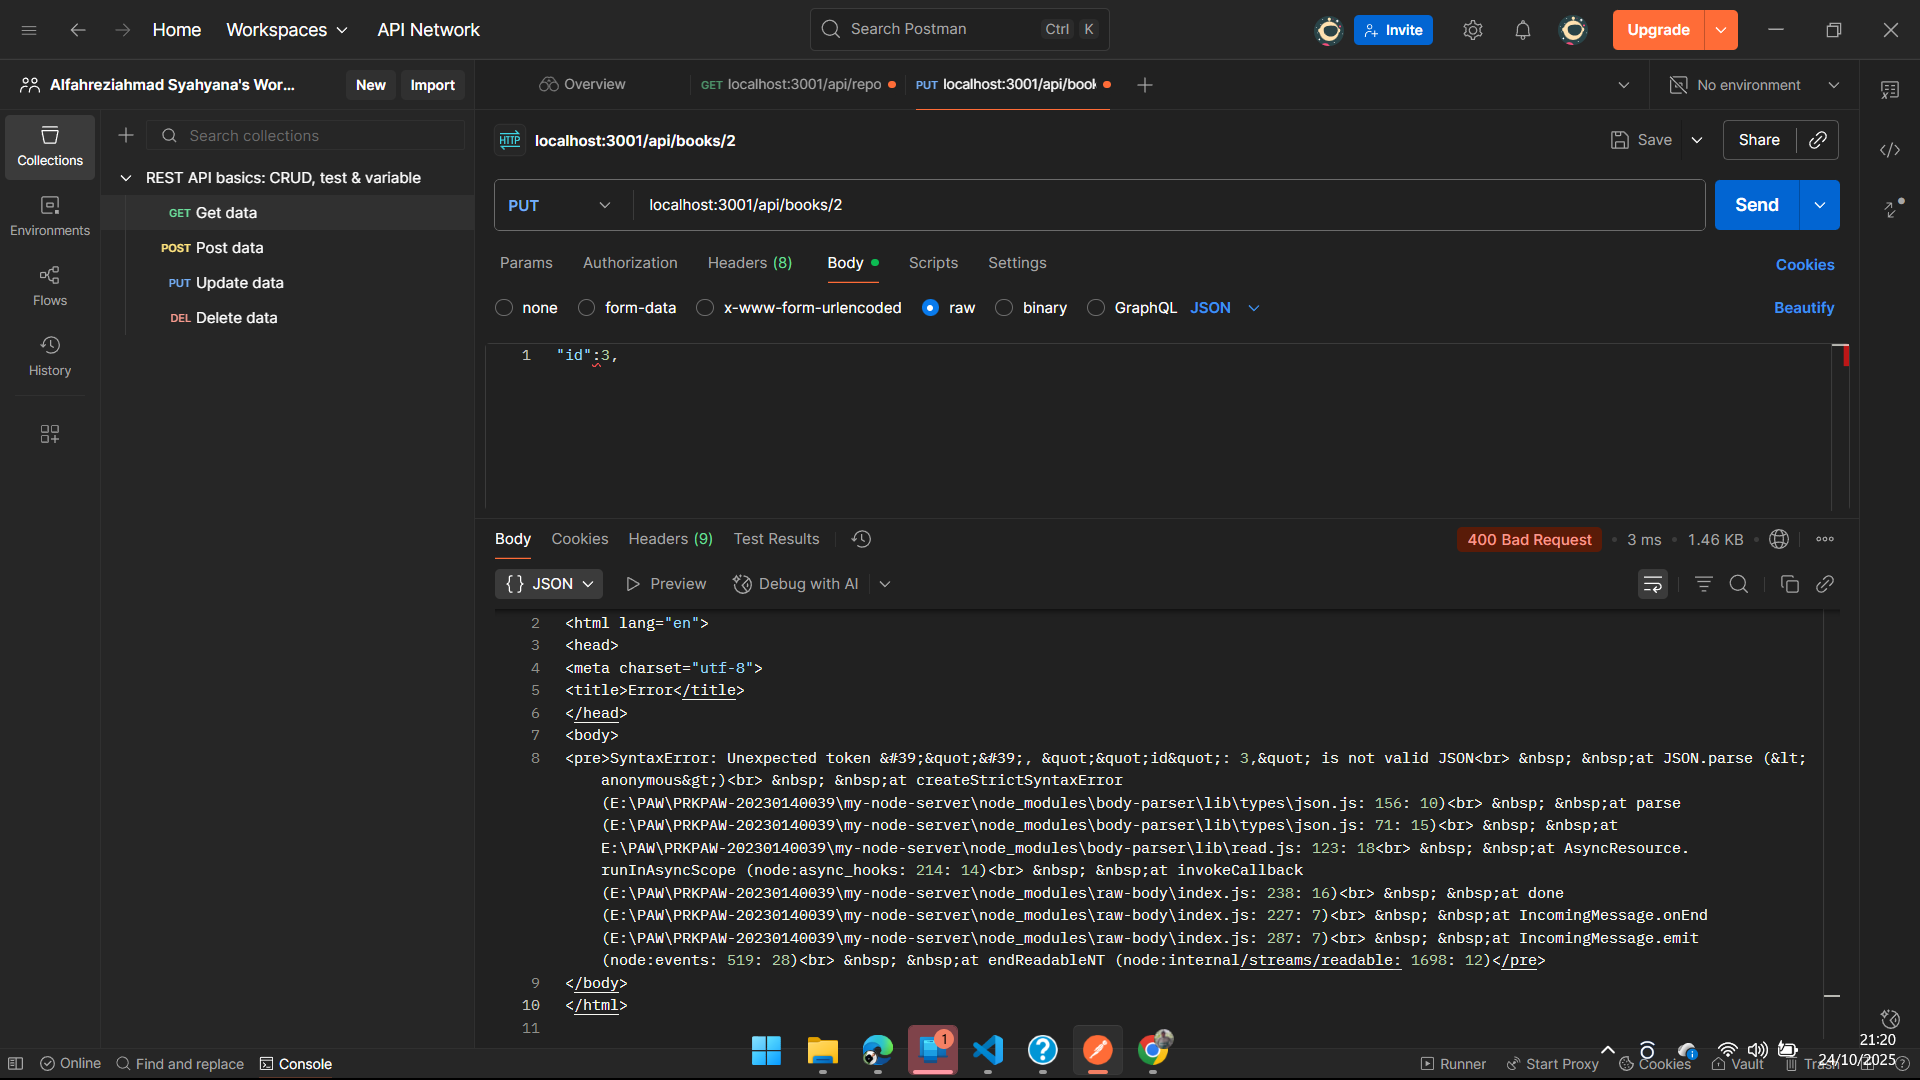 Home
Workspaces
API Network
Search Postman
Ctrl
K
Invite
Upgrade
Alfahreziahmad Syahyana's Wor...
New
Import
Overview
GET localhost:3001/api/repo
PUT localhost:3001/api/book
No environment
Collections
Environments
Flows
History
Search collections
REST API basics: CRUD, test & variable
GET Get data
POST Post data
PUT Update data
DEL Delete data
HTTP localhost:3001/api/books/2
Save
Share
PUT
localhost:3001/api/books/2
Send
Params
Authorization
Headers (8)
Body
Scripts
Settings
Cookies
none
form-data
x-www-form-urlencoded
raw
binary
GraphQL
JSON
Beautify
1 "id":3,
Body
Cookies
Headers (9)
Test Results
400 Bad Request
3 ms
1.46 KB
{} JSON
Preview
Debug with AI
2 <html lang="en">
3 <head>
4 <meta charset="utf-8">
5 <title>Error</title>
6 </head>
7 <body>
8 <pre>SyntaxError: Unexpected token &#39;&quot;&#39;, &quot;&quot;id&quot;: 3,&quot; is not valid JSON<br> &nbsp; &nbsp;at JSON.parse (&lt;
anonymous&gt;)<br> &nbsp; &nbsp;at createStrictSyntaxError
(E:\PAW\PRKPAW-20230140039\my-node-server\node_modules\body-parser\lib\types\json.js: 156: 10)<br> &nbsp; &nbsp;at parse
(E:\PAW\PRKPAW-20230140039\my-node-server\node_modules\body-parser\lib\types\json.js: 71: 15)<br> &nbsp; &nbsp;at
E:\PAW\PRKPAW-20230140039\my-node-server\node_modules\body-parser\lib\read.js: 123: 18<br> &nbsp; &nbsp;at AsyncResource.
runInAsyncScope (node:async_hooks: 214: 14)<br> &nbsp; &nbsp;at invokeCallback
(E:\PAW\PRKPAW-20230140039\my-node-server\node_modules\raw-body\index.js: 238: 16)<br> &nbsp; &nbsp;at done
(E:\PAW\PRKPAW-20230140039\my-node-server\node_modules\raw-body\index.js: 227: 7)<br> &nbsp; &nbsp;at IncomingMessage.onEnd
(E:\PAW\PRKPAW-20230140039\my-node-server\node_modules\raw-body\index.js: 287: 7)<br> &nbsp; &nbsp;at IncomingMessage.emit
(node:events: 519: 28)<br> &nbsp; &nbsp;at endReadableNT (node:internal/streams/readable: 1698: 12)</pre>
9 </body>
10 </html>
11
1
Online
Find and replace
Console
Runner
Start Proxy
Cookies
Vault
Trash
21:20
24/10/2025